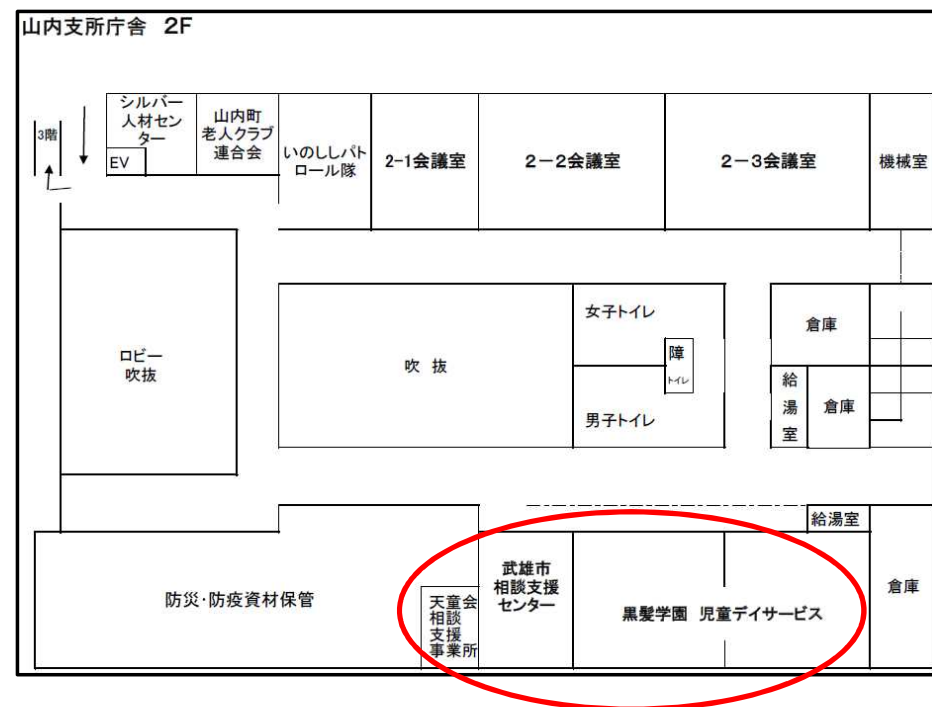 山内支所庁舎 2F
3階
シルバー
人材セン
ター
EV
山内町
老人クラブ
連合会
いのししパト
ロール隊
2-1会議室
2－2会議室
2－3会議室
機械室
ロビー
吹抜
吹 抜
女子トイレ
障
トイレ
男子トイレ
倉庫
給
湯
室
倉庫
給湯室
防災・防疫資材保管
天童会
相談
支援
事業所
武雄市
相談支援
センター
黒髪学園 児童デイサービス
倉庫